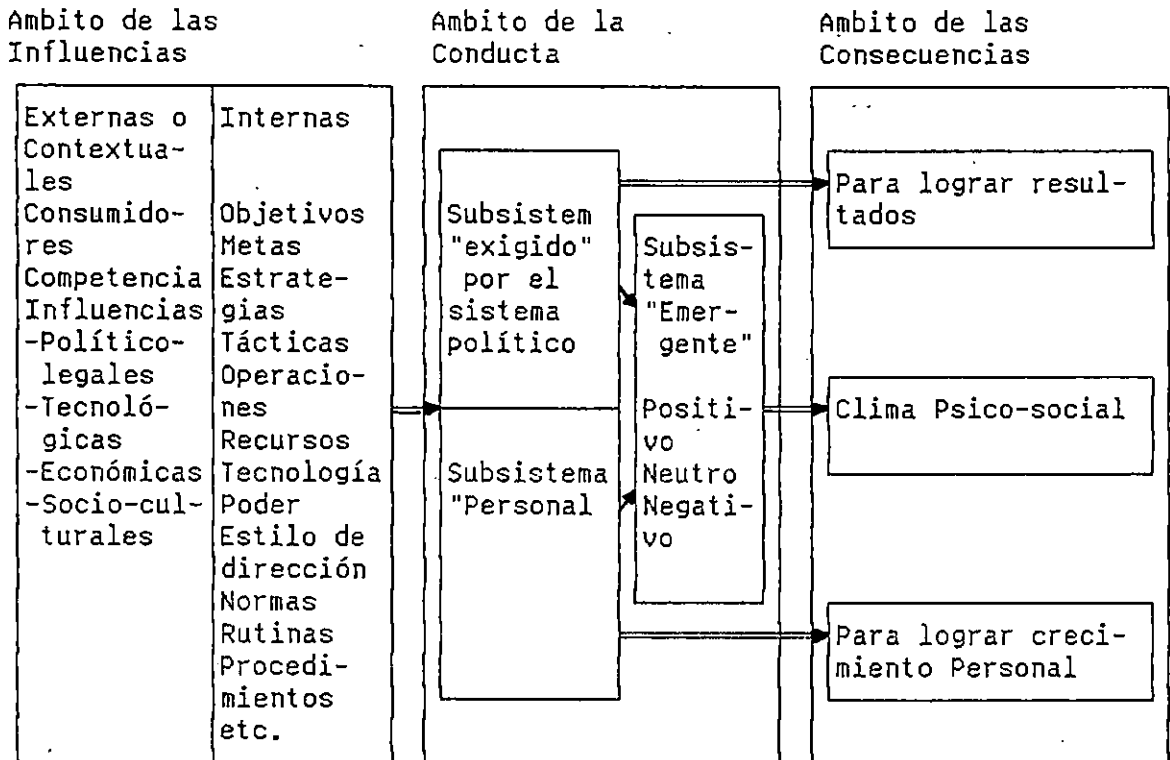 Ambito de las
Influencias
Ambito de la
Conducta
Ambito de las
Consecuencias
Externas o
Contextua-
les
Consumido-
res
Competencia
Influencias
-Político-
legales
-Tecnoló-
gicas
-Económicas
-Socio-cul-
turales
Internas
Objetivos
Metas
Estrate-
gias
Tácticas
Operacio-
nes
Recursos
Tecnología
Poder
Estilo de
dirección
Normas
Rutinas
Procedi-
mientos
etc.
Subsistem
"exigido"
por el
sistema
político
Subsistema
"Personal
Subsis-
tema
"Emer-
gente"
Positi-
vo
Neutro
Negati-
vo
Para lograr resul-
tados
Clima Psico-social
Para lograr creci-
miento Personal